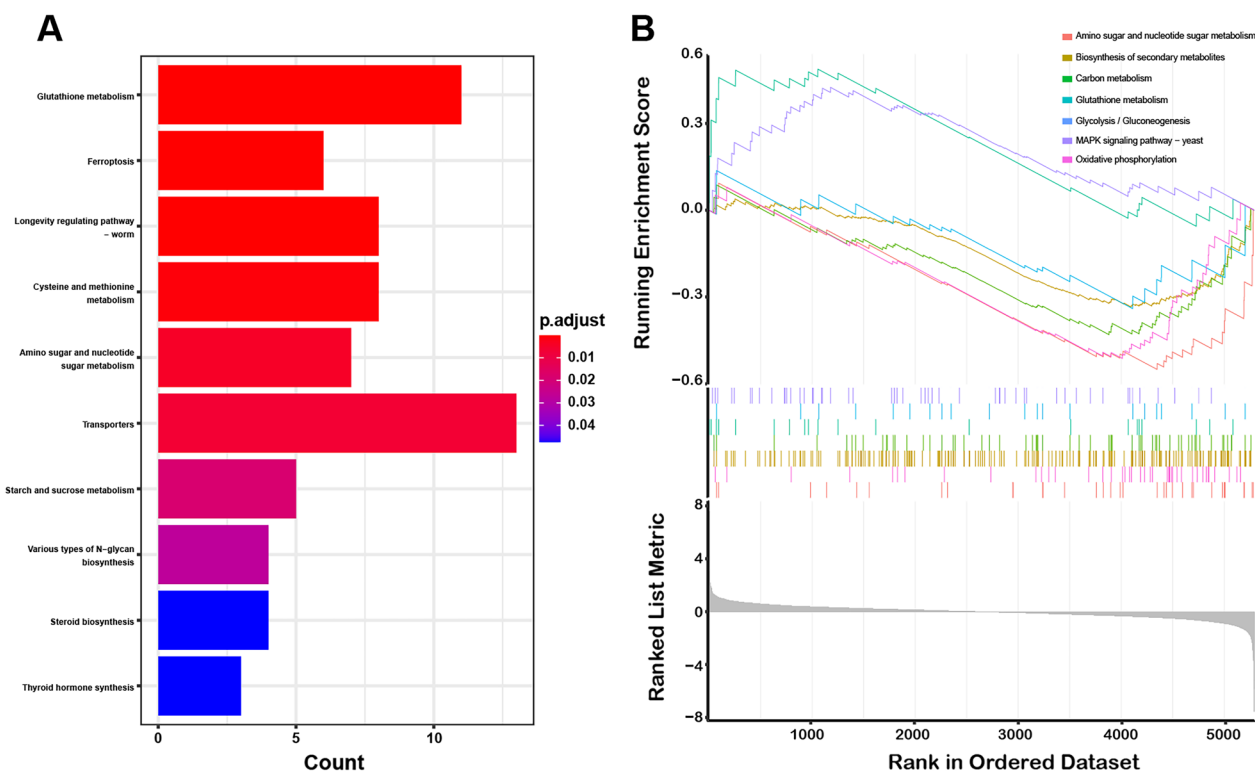 A
Glutathione metabolism
Ferroptosis
Longevity regulating pathway
− worm
Cysteine and methionine
metabolism
Amino sugar and nucleotide
sugar metabolism
Transporters
Starch and sucrose metabolism
Various types of N−glycan
biosynthesis
Steroid biosynthesis
Thyroid hormone synthesis
0
5
10
Count
p.adjust
0.01
0.02
0.03
0.04
B
Amino sugar and nucleotide sugar metabolism
Biosynthesis of secondary metabolites
Carbon metabolism
Glutathione metabolism
Glycolysis / Gluconeogenesis
MAPK signaling pathway − yeast
Oxidative phosphorylation
Running Enrichment Score
0.6
0.3
0.0
−0.3
−0.6
Ranked List Metric
8
4
0
−4
−8
1000
2000
3000
4000
5000
Rank in Ordered Dataset